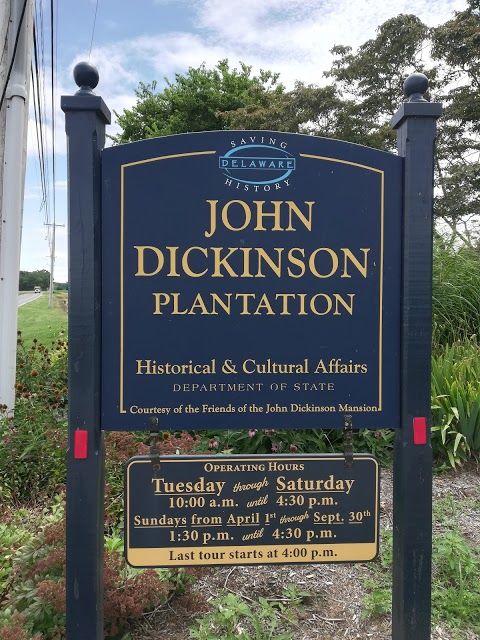 SAVING
DELAWARE
HISTORY
JOHN
DICKINSON
PLANTATION
Historical & Cultural Affairs
DEPARTMENT OF STATE
Courtesy of the Friends of the John Dickinson Mansion
OPERATING HOURS
Tuesday through Saturday
10:00 a.m. until 4:30 p.m.
Sundays from April 1st through Sept. 30th
1:30 p.m. until 4:30 p.m.
Last tour starts at 4:00 p.m.